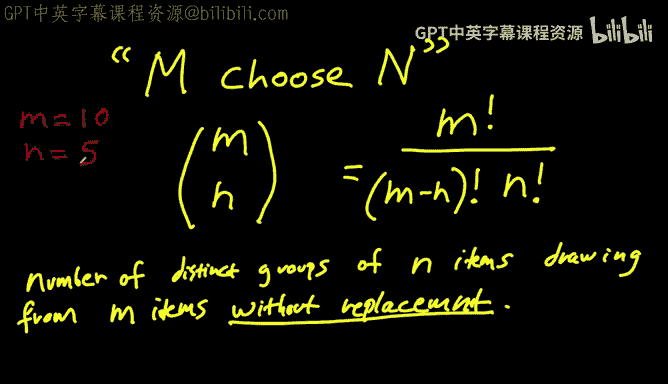 GPT中英字幕课程资源@bilibili.com
GPT中英字幕课程资源 bilibili
"M choose N"
m=10
n=5
(m n) = m! / (m-n)! n!
number of distinct groups of n items drawing
from m items without replacement.